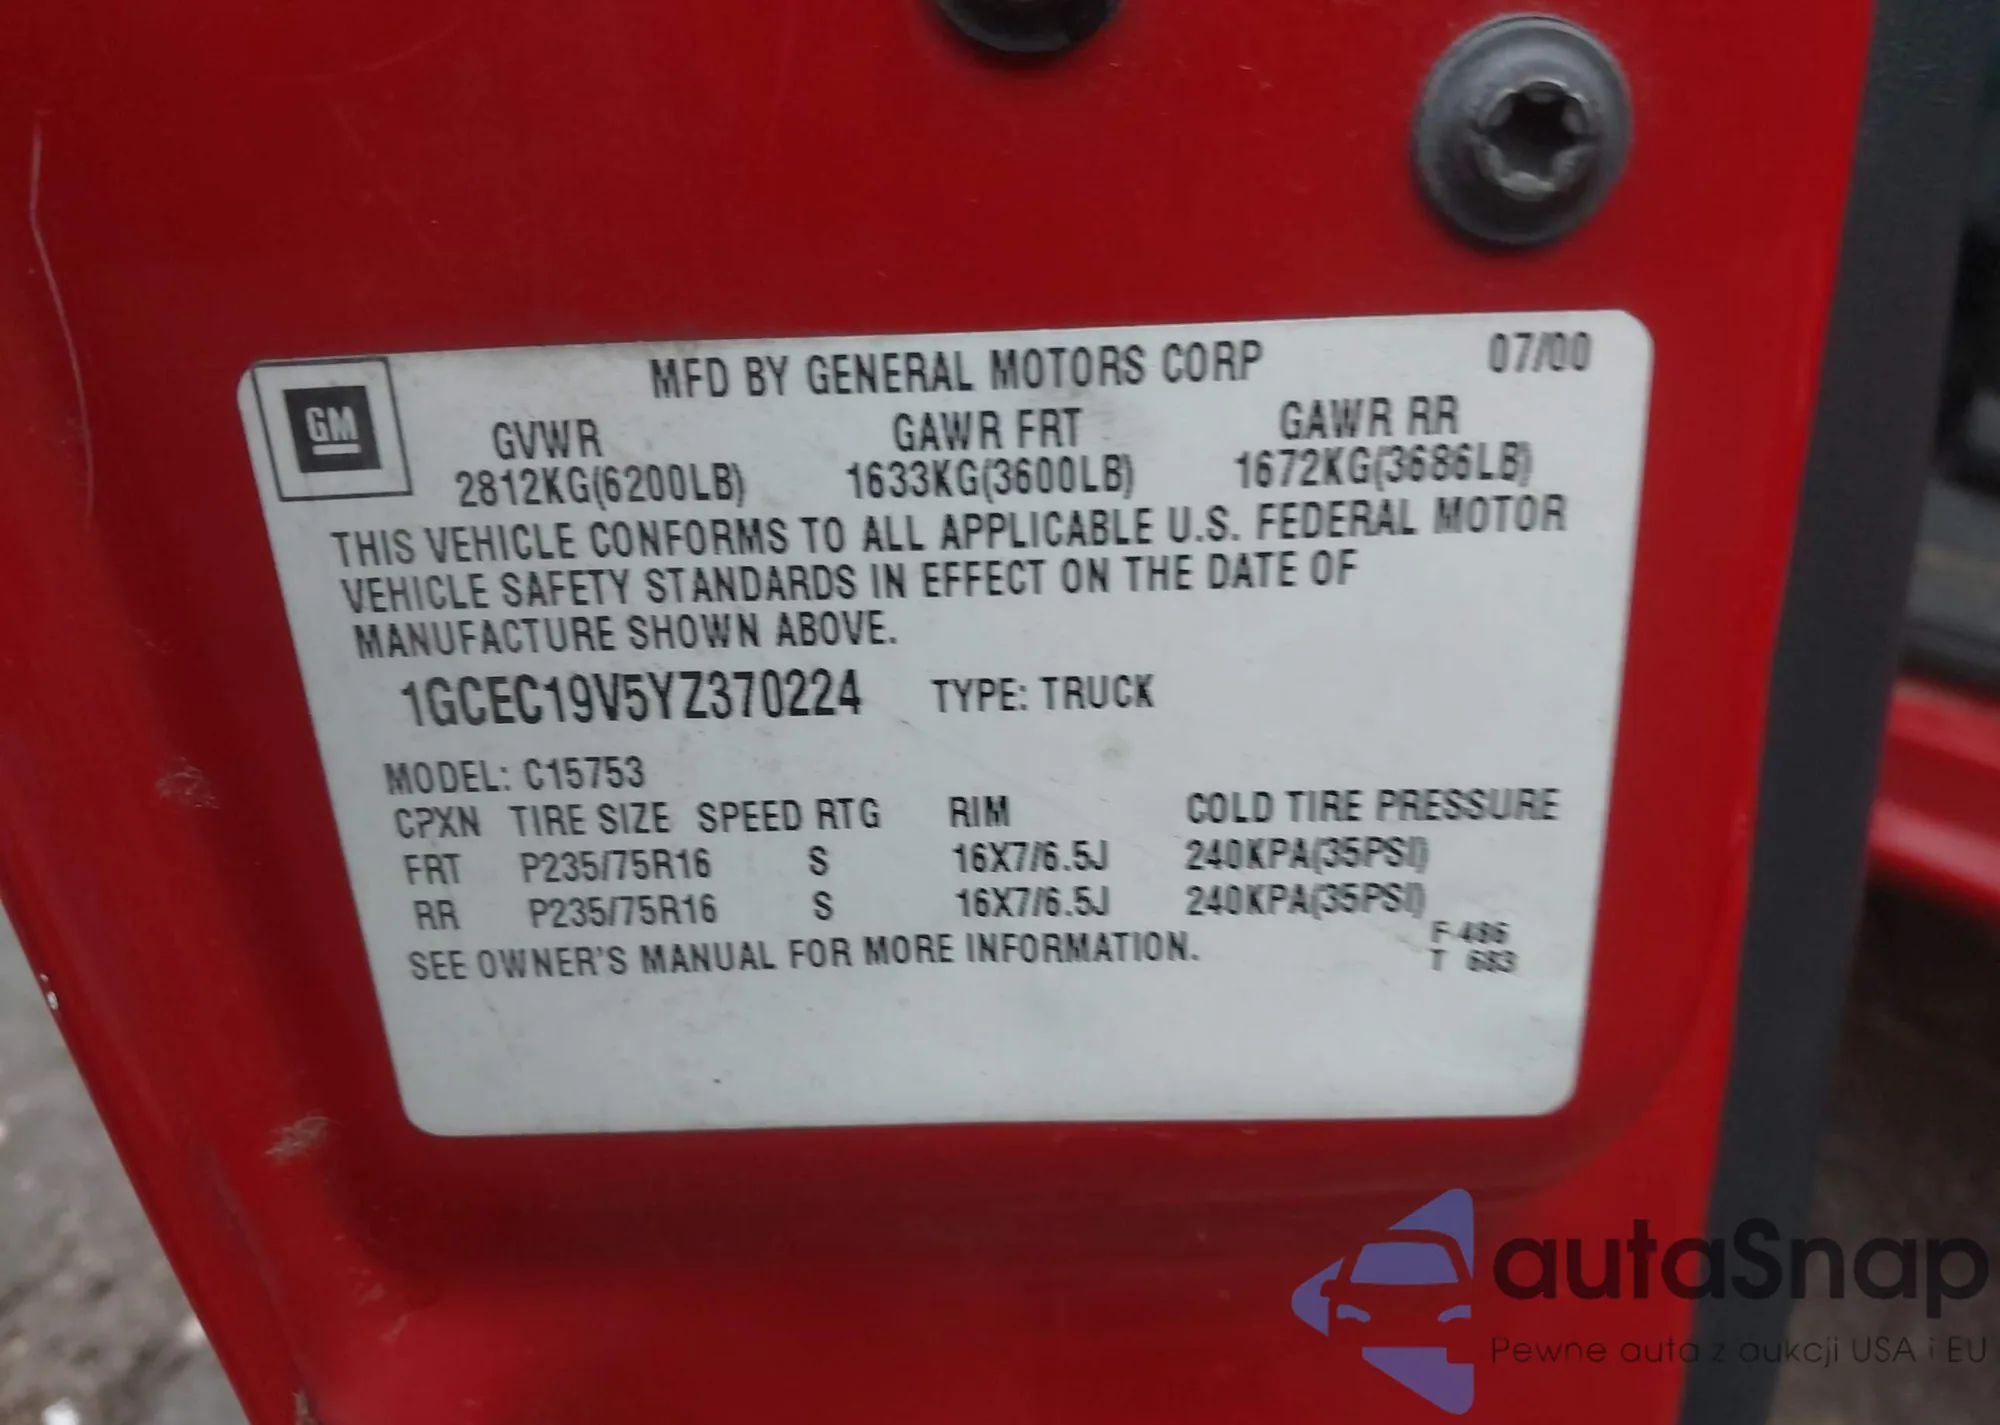 MFD BY GENERAL MOTORS CORP 07/00
GM
GVWR GAWR FRT GAWR RR
2812KG(6200LB) 1633KG(3600LB) 1672KG(3686LB)
THIS VEHICLE CONFORMS TO ALL APPLICABLE U.S. FEDERAL MOTOR
VEHICLE SAFETY STANDARDS IN EFFECT ON THE DATE OF
MANUFACTURE SHOWN ABOVE.
1GCEC19V5YZ370224 TYPE: TRUCK
MODEL: C15753
CPXN TIRE SIZE SPEED RTG RIM COLD TIRE PRESSURE
FRT P235/75R16 S 16X7/6.5J 240KPA(35PSI)
RR P235/75R16 S 16X7/6.5J 240KPA(35PSI)
SEE OWNER'S MANUAL FOR MORE INFORMATION.
F 486
T 683
autaSnap
Pewne auta z aukcji USA i EU